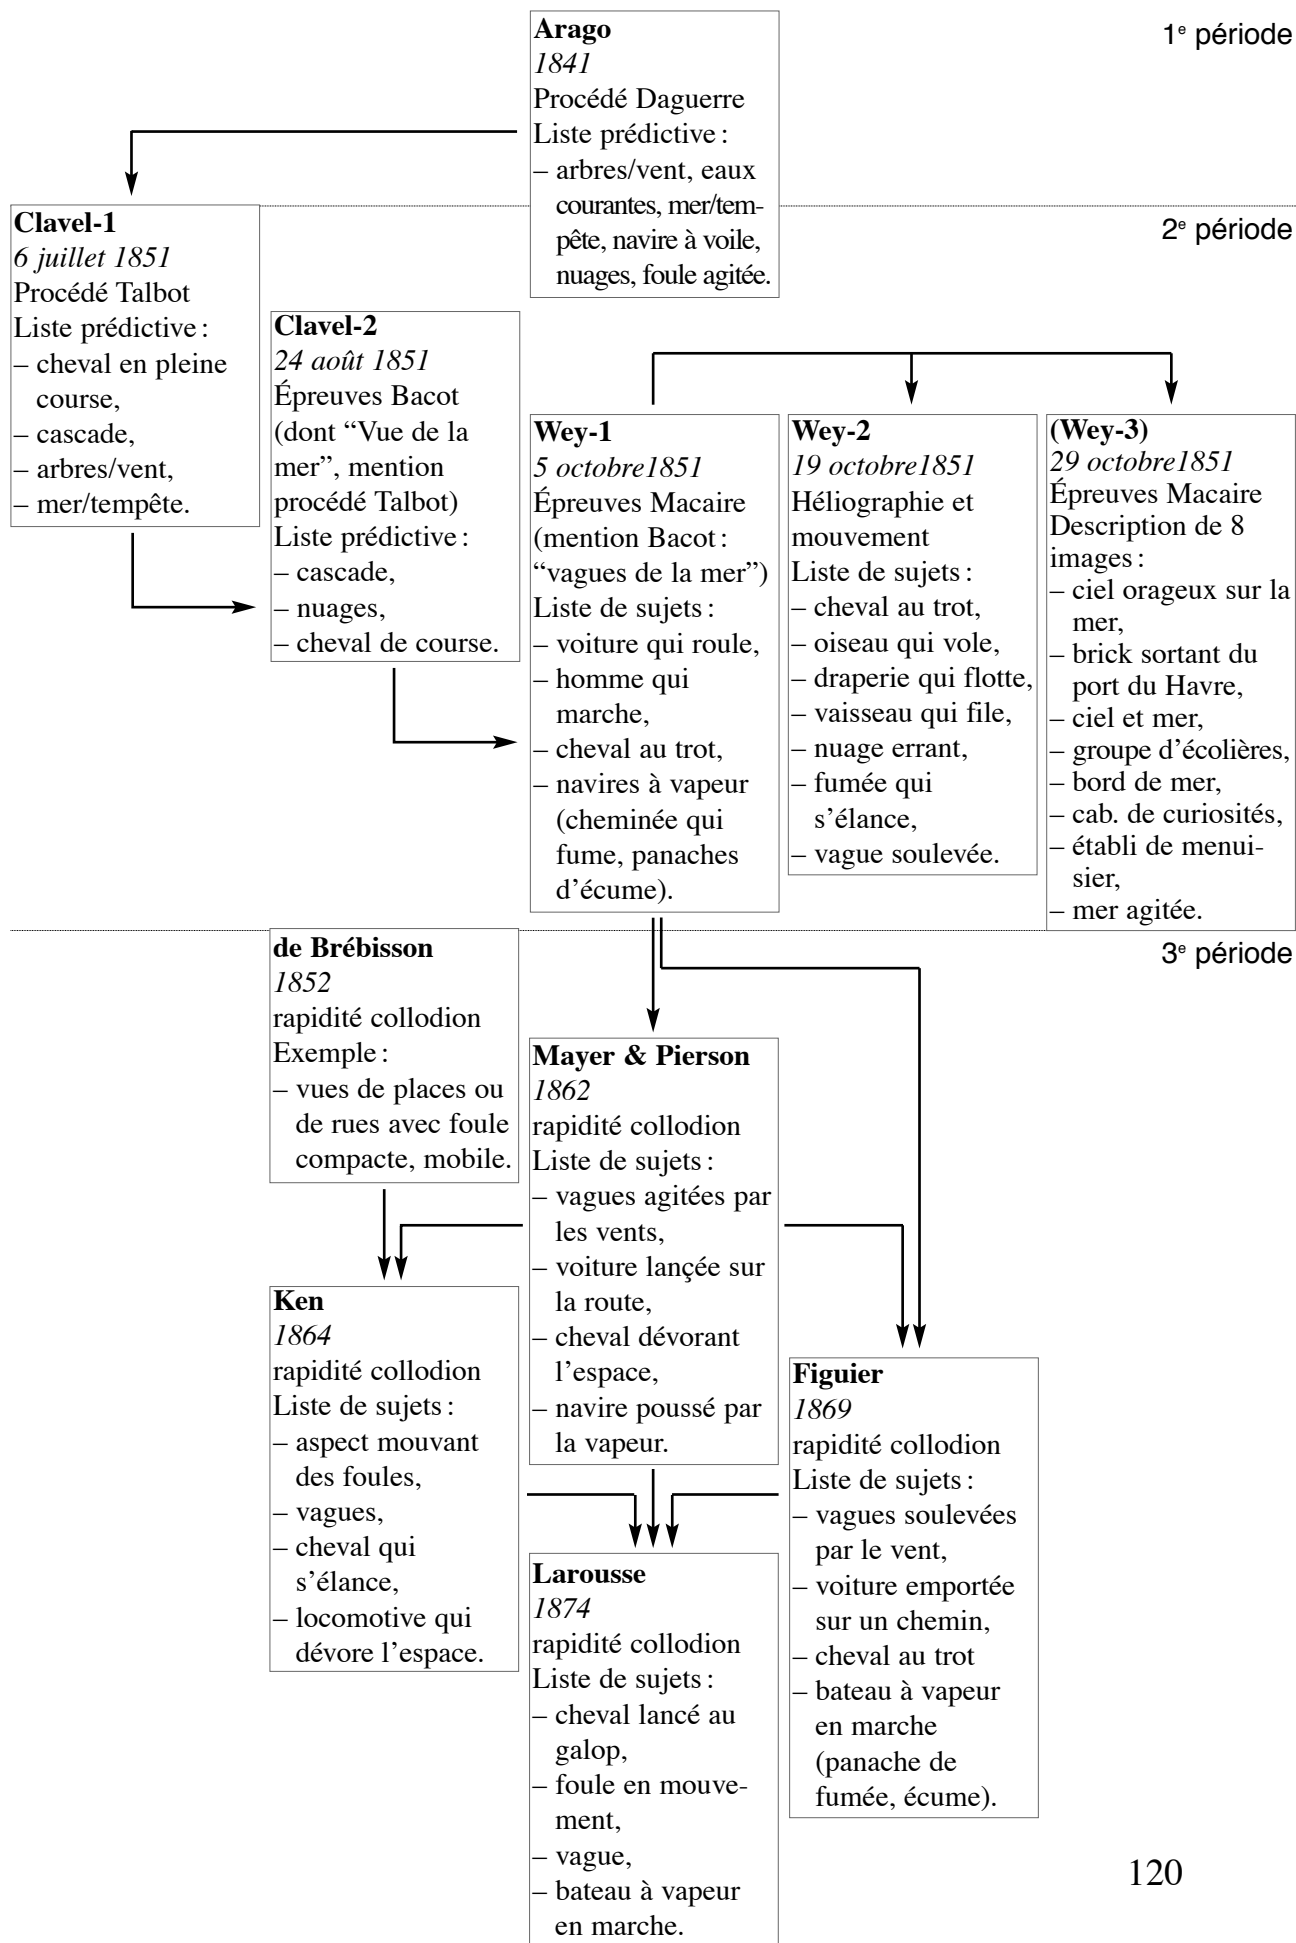 1e période
Arago
1841
Procédé Daguerre
Liste prédictive :
– arbres/vent, eaux
courantes, mer/tem-
pête, navire à voile,
nuages, foule agitée.
2e période
Clavel-1
6 juillet 1851
Procédé Talbot
Liste prédictive :
– cheval en pleine
course,
– cascade,
– arbres/vent,
– mer/tempête.
Clavel-2
24 août 1851
Épreuves Bacot
(dont “Vue de la
mer”, mention
procédé Talbot)
Liste prédictive :
– cascade,
– nuages,
– cheval de course.
Wey-1
5 octobre1851
Épreuves Macaire
(mention Bacot :
“vagues de la mer”)
Liste de sujets :
– voiture qui roule,
– homme qui
marche,
– cheval au trot,
– navires à vapeur
(cheminée qui
fume, panaches
d’écume).
Wey-2
19 octobre1851
Héliographie et
mouvement
Liste de sujets :
– cheval au trot,
– oiseau qui vole,
– draperie qui flotte,
– vaisseau qui file,
– nuage errant,
– fumée qui
s’élance,
– vague soulevée.
(Wey-3)
29 octobre1851
Épreuves Macaire
Description de 8
images :
– ciel orageux sur la
mer,
– brick sortant du
port du Havre,
– ciel et mer,
– groupe d’écolières,
– bord de mer,
– cab. de curiosités,
– établi de menui-
sier,
– mer agitée.
3e période
de Brébisson
1852
rapidité collodion
Exemple :
– vues de places ou
de rues avec foule
compacte, mobile.
Mayer & Pierson
1862
rapidité collodion
Liste de sujets :
– vagues agitées par
les vents,
– voiture lançée sur
la route,
– cheval dévorant
l’espace,
– navire poussé par
la vapeur.
Ken
1864
rapidité collodion
Liste de sujets :
– aspect mouvant
des foules,
– vagues,
– cheval qui
s’élance,
– locomotive qui
dévore l’espace.
Figuier
1869
rapidité collodion
Liste de sujets :
– vagues soulevées
par le vent,
– voiture emportée
sur un chemin,
– cheval au trot
– bateau à vapeur
en marche
(panache de
fumée, écume).
Larousse
1874
rapidité collodion
Liste de sujets :
– cheval lancé au
galop,
– foule en mouve-
ment,
– vague,
– bateau à vapeur
en marche.
120